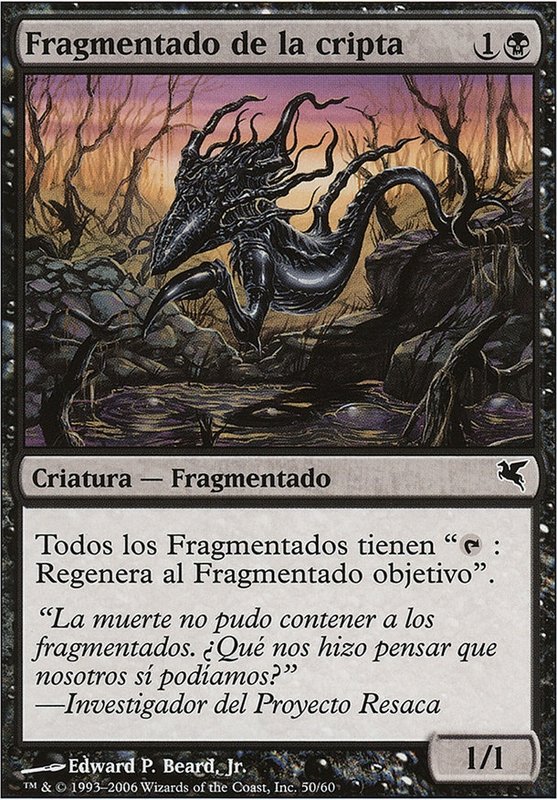 Fragmentado de la cripta 1
Criatura — Fragmentado
Todos los Fragmentados tienen “ :
Regenera al Fragmentado objetivo”.
“La muerte no pudo contener a los
fragmentados. ¿Qué nos hizo pensar que
nosotros sí podíamos?”
—Investigador del Proyecto Resaca
Edward P. Beard, Jr.
1/1
™ & © 1993–2006 Wizards of the Coast, Inc. 50/60